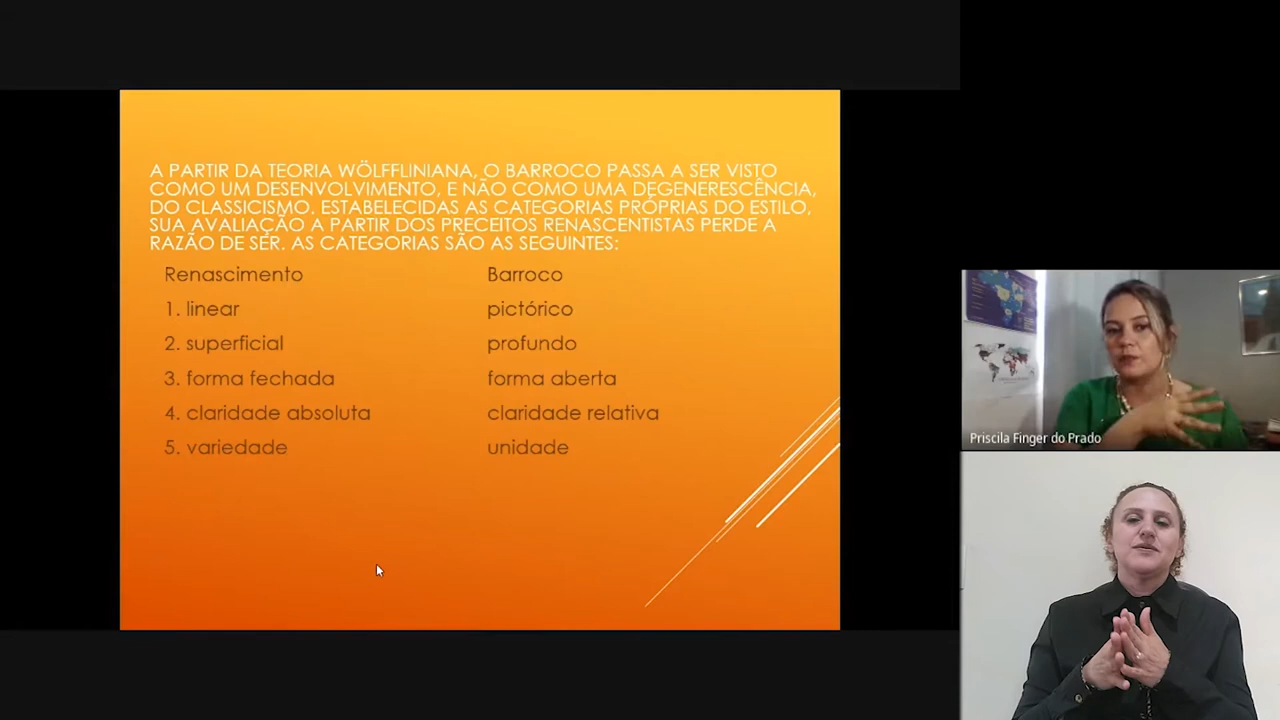 A PARTIR DA TEORIA WÖLFFLINIANA, O BARROCO PASSA A SER VISTO
COMO UM DESENVOLVIMENTO, E NÃO COMO UMA DEGENERESCÊNCIA,
DO CLASSICISMO. ESTABELECIDAS AS CATEGORIAS PRÓPRIAS DO ESTILO,
SUA AVALIAÇÃO A PARTIR DOS PRECEITOS RENASCENTISTAS PERDE A
RAZÃO DE SER. AS CATEGORIAS SÃO AS SEGUINTES:
Renascimento
1. linear
2. superficial
3. forma fechada
4. claridade absoluta
5. variedade
Barroco
pictórico
profundo
forma aberta
claridade relativa
unidade
Priscila Finger do Prado